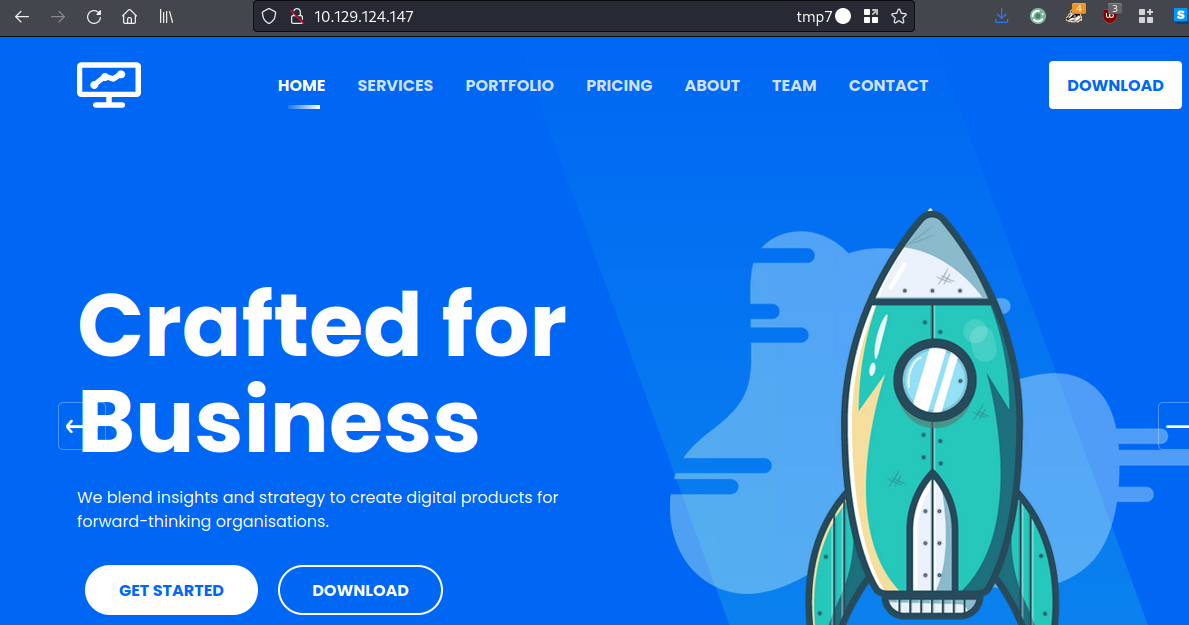 10.129.124.147 tmp7
4 3 S
HOME SERVICES PORTFOLIO PRICING ABOUT TEAM CONTACT DOWNLOAD
Crafted for
Business
We blend insights and strategy to create digital products for
forward-thinking organisations.
GET STARTED DOWNLOAD